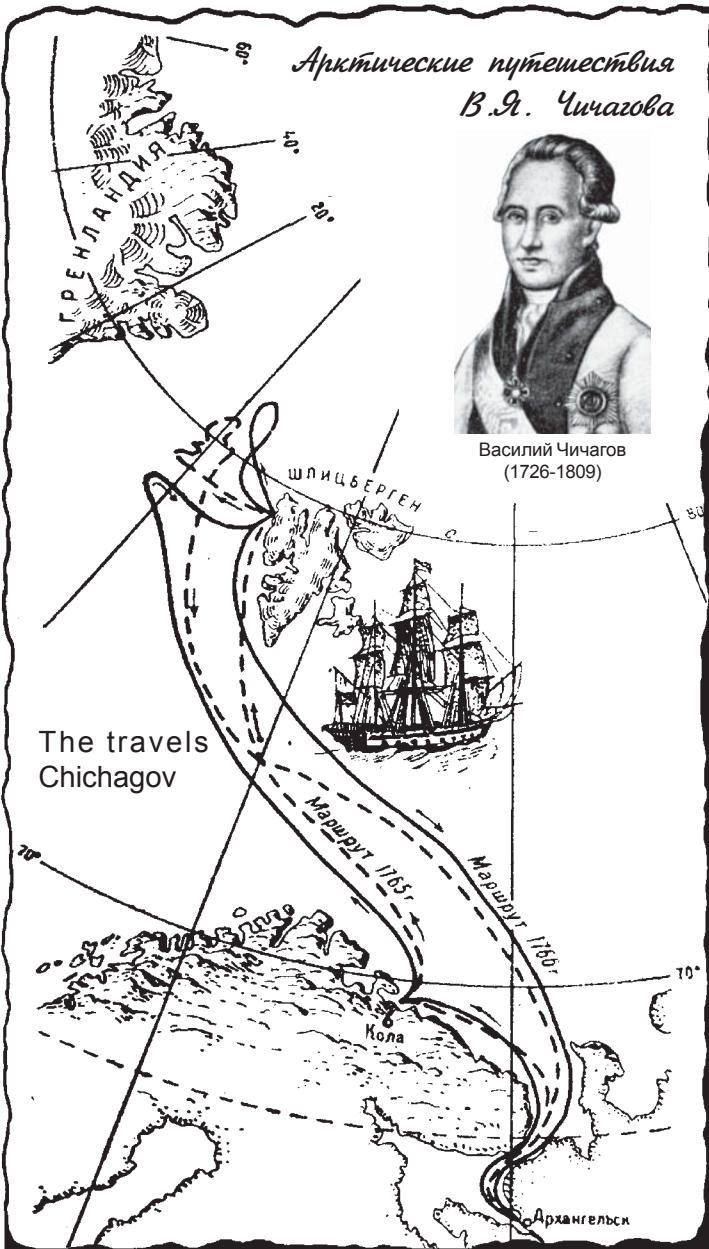 Арктические путешествия
В.Я. Чичагова
60°
40°
20°
ГРЕНЛАНДИЯ
Василий Чичагов
(1726-1809)
ШПИЦБЕРГЕН
80
The travels
Chichagov
Маршрут 1765г
Маршрут 1766г
70°
70°
Кола
Архангельск